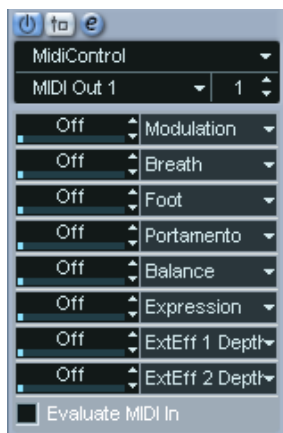 e
MidiControl
MIDI Out 1 1
Off Modulation
Off Breath
Off Foot
Off Portamento
Off Balance
Off Expression
Off ExtEff 1 Depth
Off ExtEff 2 Depth
Evaluate MIDI In